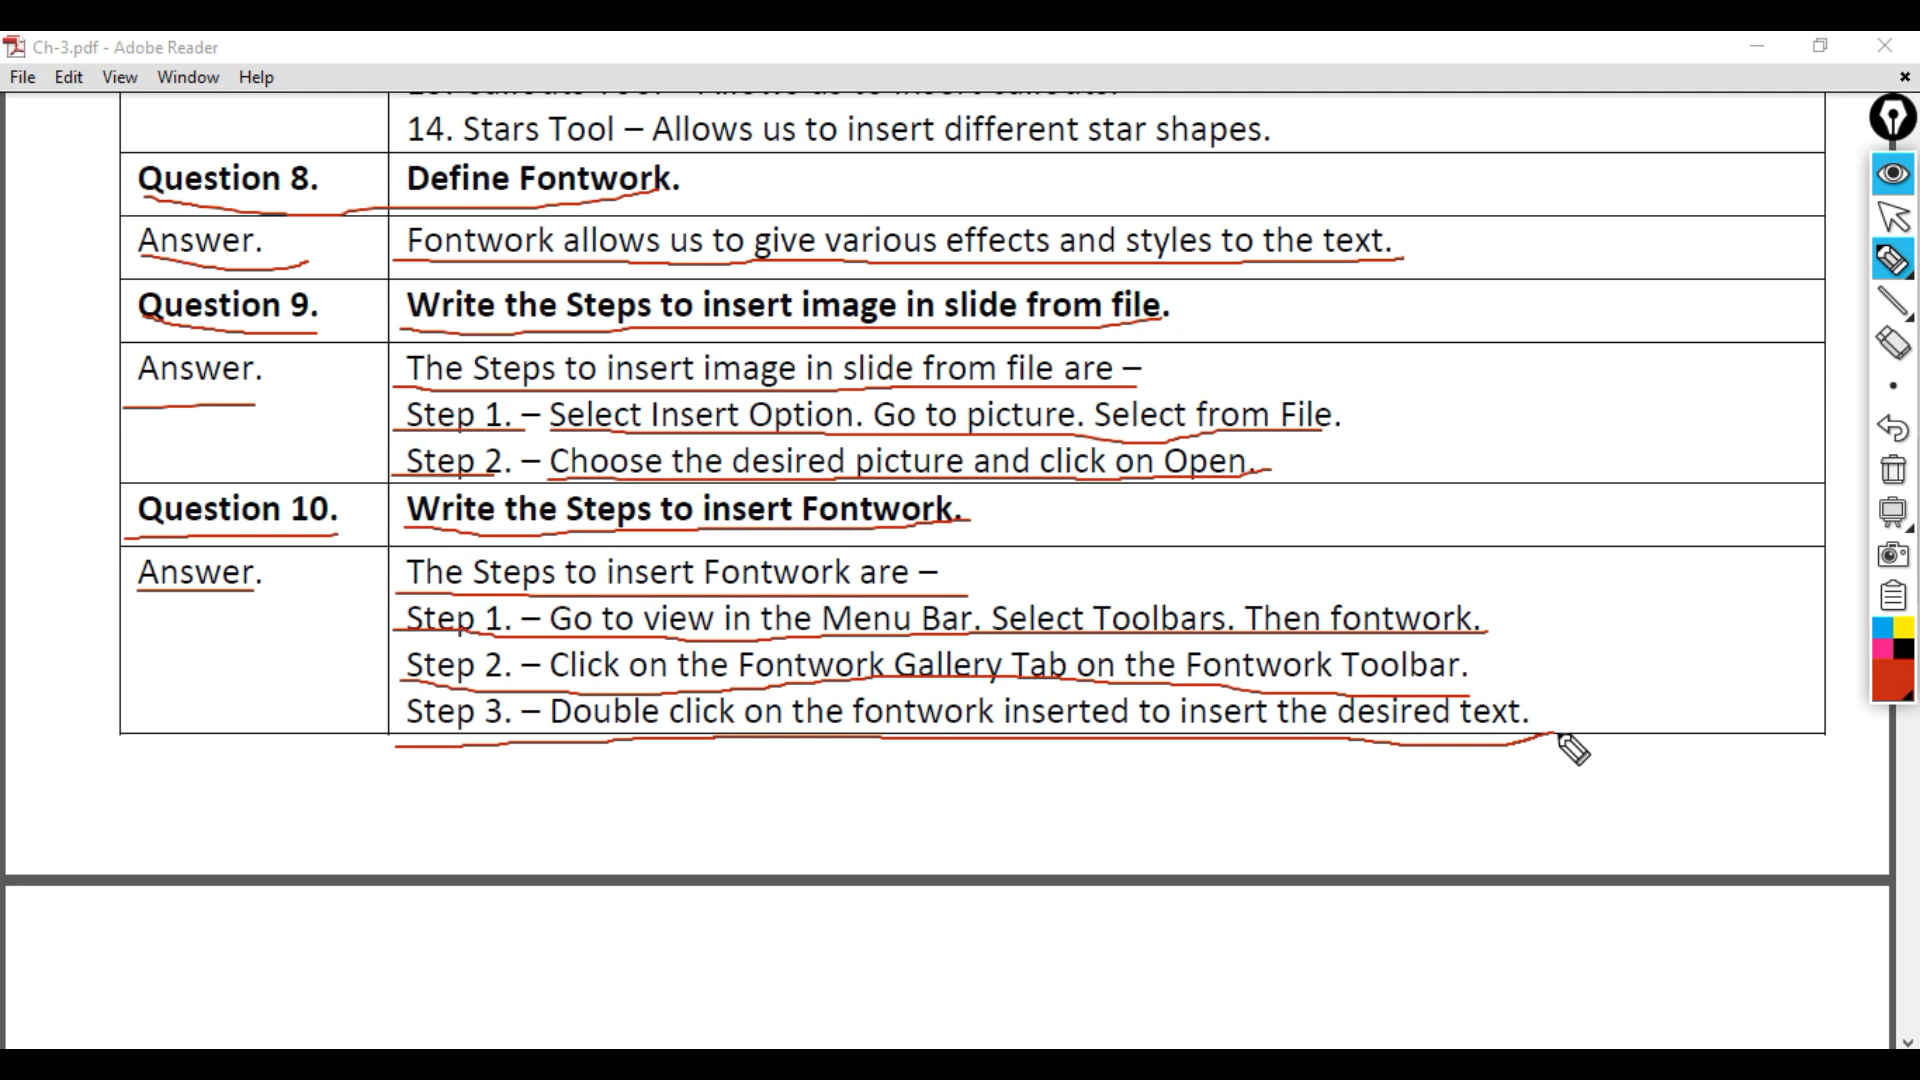 Ch-3.pdf - Adobe Reader
File Edit View Window Help
14. Stars Tool – Allows us to insert different star shapes.
Question 8. Define Fontwork.
Answer. Fontwork allows us to give various effects and styles to the text.
Question 9. Write the Steps to insert image in slide from file.
Answer. The Steps to insert image in slide from file are –
Step 1. – Select Insert Option. Go to picture. Select from File.
Step 2. – Choose the desired picture and click on Open.
Question 10. Write the Steps to insert Fontwork.
Answer. The Steps to insert Fontwork are –
Step 1. – Go to view in the Menu Bar. Select Toolbars. Then fontwork.
Step 2. – Click on the Fontwork Gallery Tab on the Fontwork Toolbar.
Step 3. – Double click on the fontwork inserted to insert the desired text.